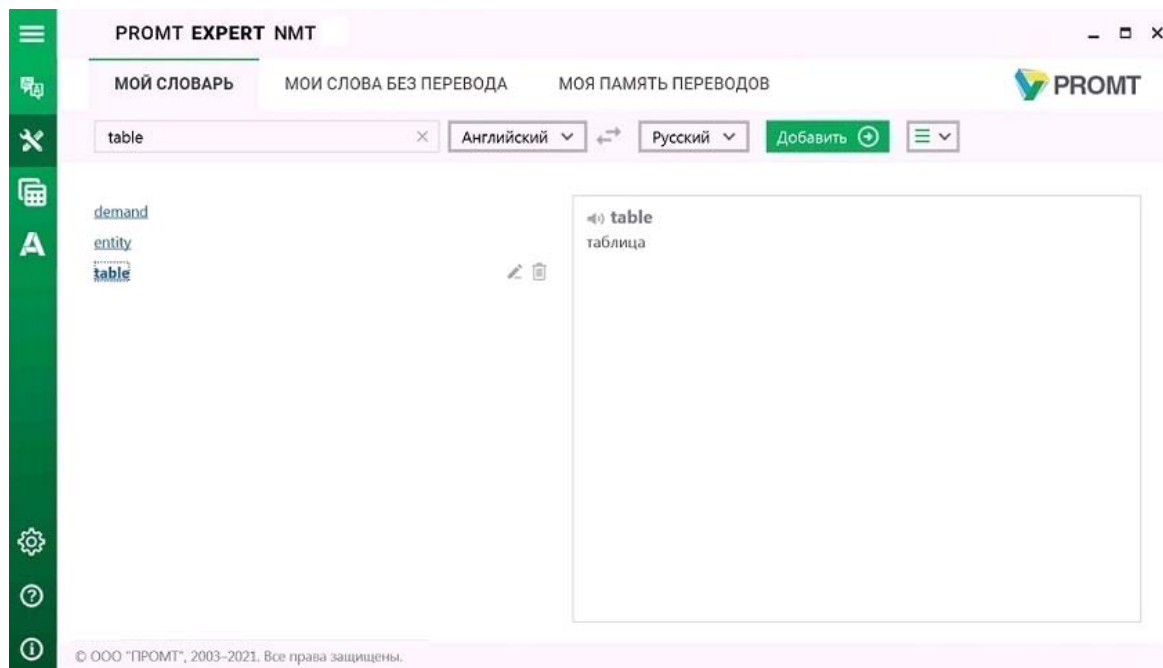 PROMT EXPERT NMT
МОЙ СЛОВАРЬ МОИ СЛОВА БЕЗ ПЕРЕВОДА МОЯ ПАМЯТЬ ПЕРЕВОДОВ PROMT
table Английский Русский Добавить
demand
entity
table
table
таблица
© ООО "ПРОМТ", 2003–2021. Все права защищены.